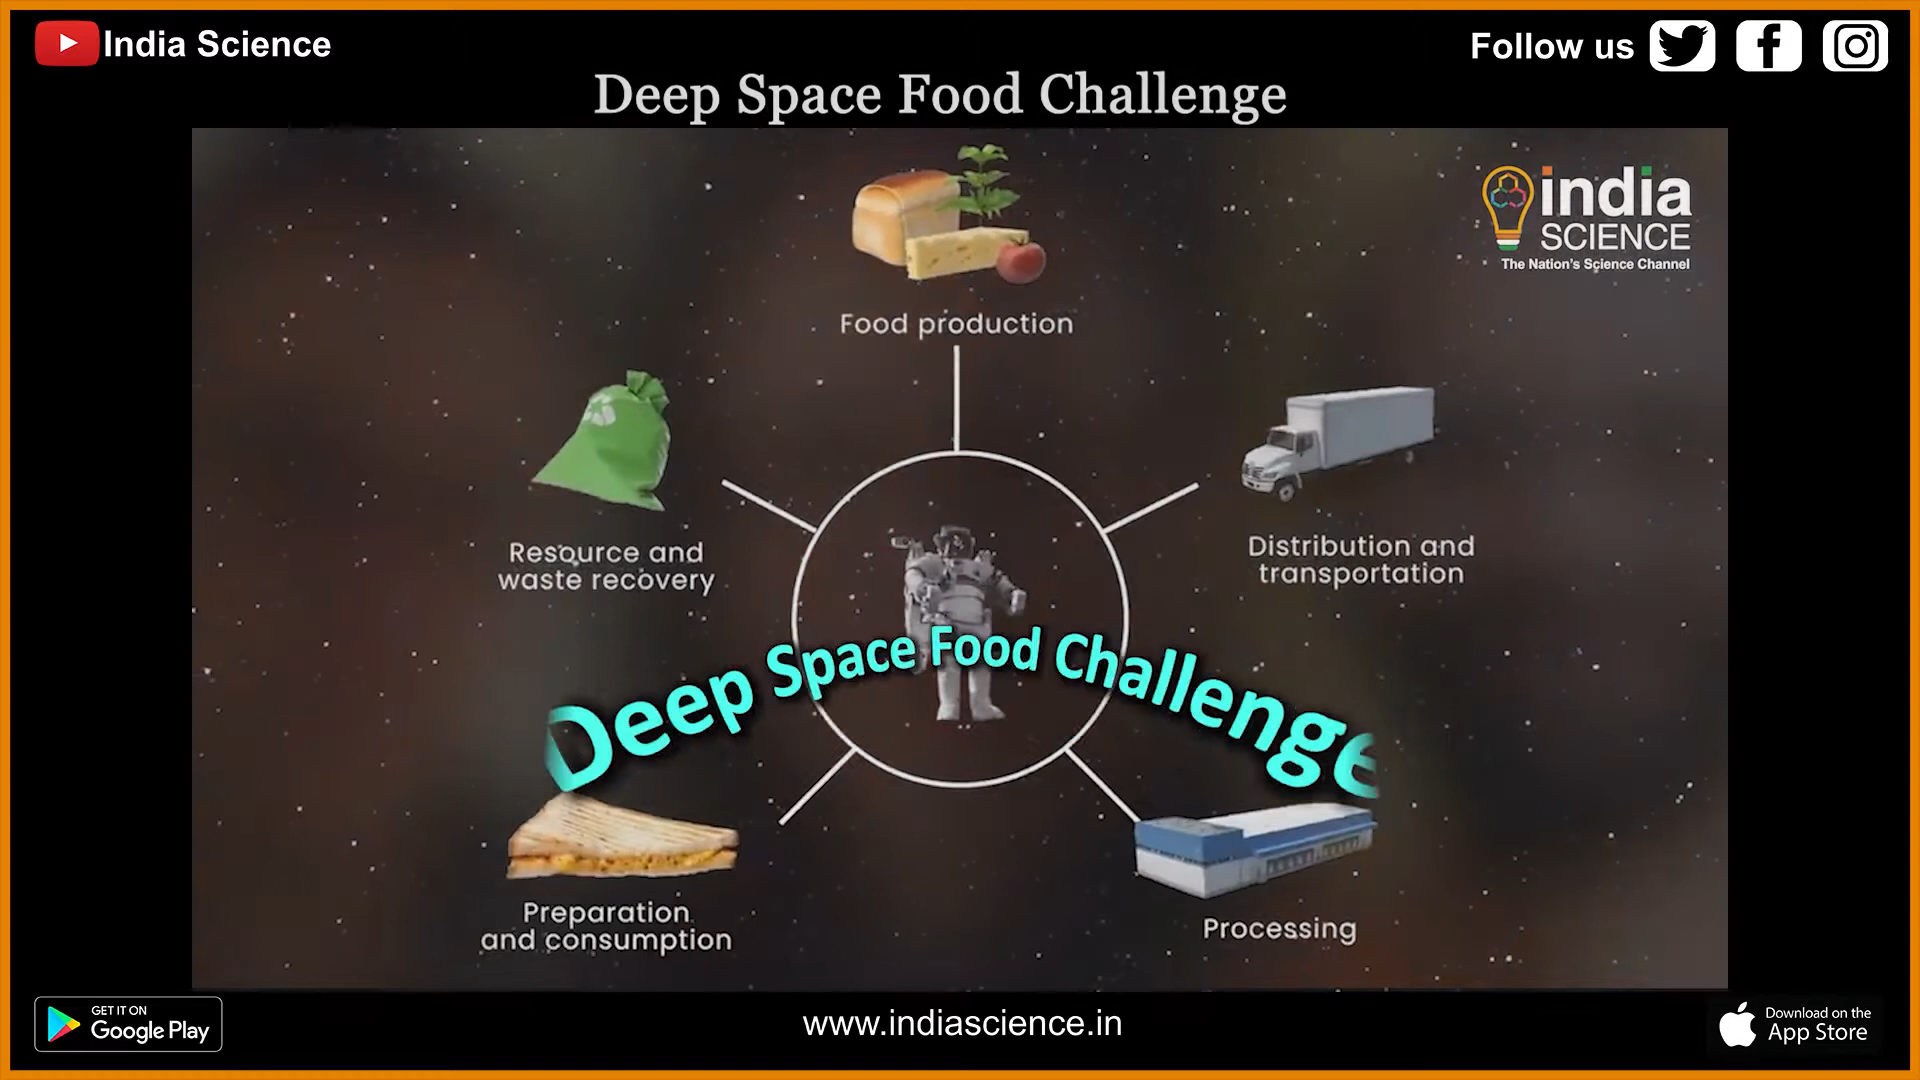 India Science
Follow us
Deep Space Food Challenge
india
SCIENCE
The Nation's Science Channel
Food production
Resource and
waste recovery
Distribution and
transportation
Deep Space Food Challenge
Preparation
and consumption
Processing
GET IT ON
Google Play
www.indiascience.in
Download on the
App Store